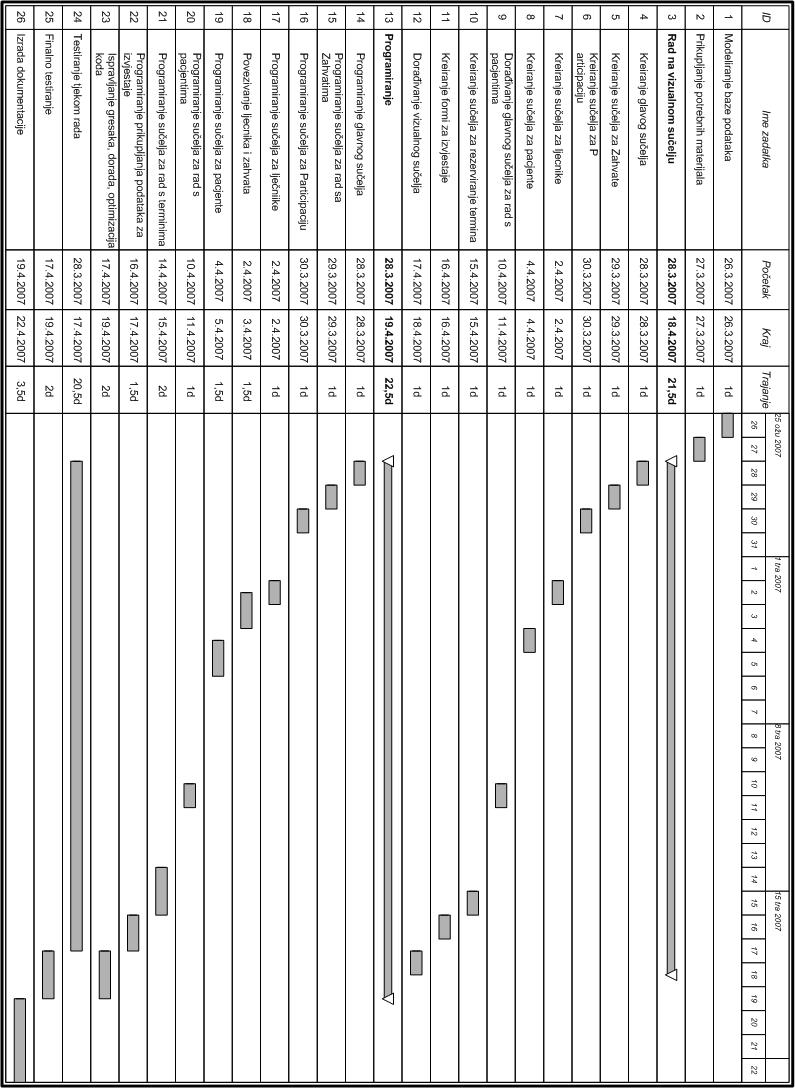 ID Ime zadatka Početak Kraj Trajanje 25 ožu 2007 1 tra 2007 8 tra 2007 15 tra 2007
26 27 28 29 30 31 1 2 3 4 5 6 7 8 9 10 11 12 13 14 15 16 17 18 19 20 21 22
1 Modeliranje baze podataka 26.3.2007 26.3.2007 1d
2 Prikupljanje potrebnih materijala 27.3.2007 27.3.2007 1d
3 Rad na vizualnom sučelju 28.3.2007 18.4.2007 21,5d
4 Kreiranje glavog sučelja 28.3.2007 28.3.2007 1d
5 Kreiranje sučelja za Zahvate 29.3.2007 29.3.2007 1d
6 Kreiranje sučelja za P 30.3.2007 30.3.2007 1d
articipaciju
7 Kreiranje sučelja za ljecnike 2.4.2007 2.4.2007 1d
8 Kreiranje sučelja za pacjente 4.4.2007 4.4.2007 1d
9 Dorađivanje glavnog sučelja za rad s 10.4.2007 11.4.2007 1d
pacjentima
10 Kreiranje sučelja za rezerviranje termina 15.4.2007 15.4.2007 1d
11 Kreiranje formi za izvjestaje 16.4.2007 16.4.2007 1d
12 Dorađivanje vizualnog sučelja 17.4.2007 18.4.2007 1d
13 Programiranje 28.3.2007 19.4.2007 22,5d
14 Programiranje glavnog sučelja 28.3.2007 28.3.2007 1d
15 Programiranje sučelja za rad sa 29.3.2007 29.3.2007 1d
Zahvatima
16 Programiranje sučelja za Participaciju 30.3.2007 30.3.2007 1d
17 Programiranje sučelja za lječniike 2.4.2007 2.4.2007 1d
18 Povezivanje ljecnika i zahvata 2.4.2007 3.4.2007 1,5d
19 Programiranje sučelja za pacjente 4.4.2007 5.4.2007 1,5d
20 Programiranje sučelja za rad s 10.4.2007 11.4.2007 1d
pacjentima
21 Programiranje sučelja za rad s terminima 14.4.2007 15.4.2007 2d
22 Programiranje prikupljanja podataka za 16.4.2007 17.4.2007 1,5d
izvjestaje
23 Ispravljanje gresaka, dorada, optimizacija 17.4.2007 19.4.2007 2d
koda
24 Testiranje tjekom rada 28.3.2007 17.4.2007 20,5d
25 Finalno testiranje 17.4.2007 19.4.2007 2d
26 Izrada dokumentacije 19.4.2007 22.4.2007 3,5d